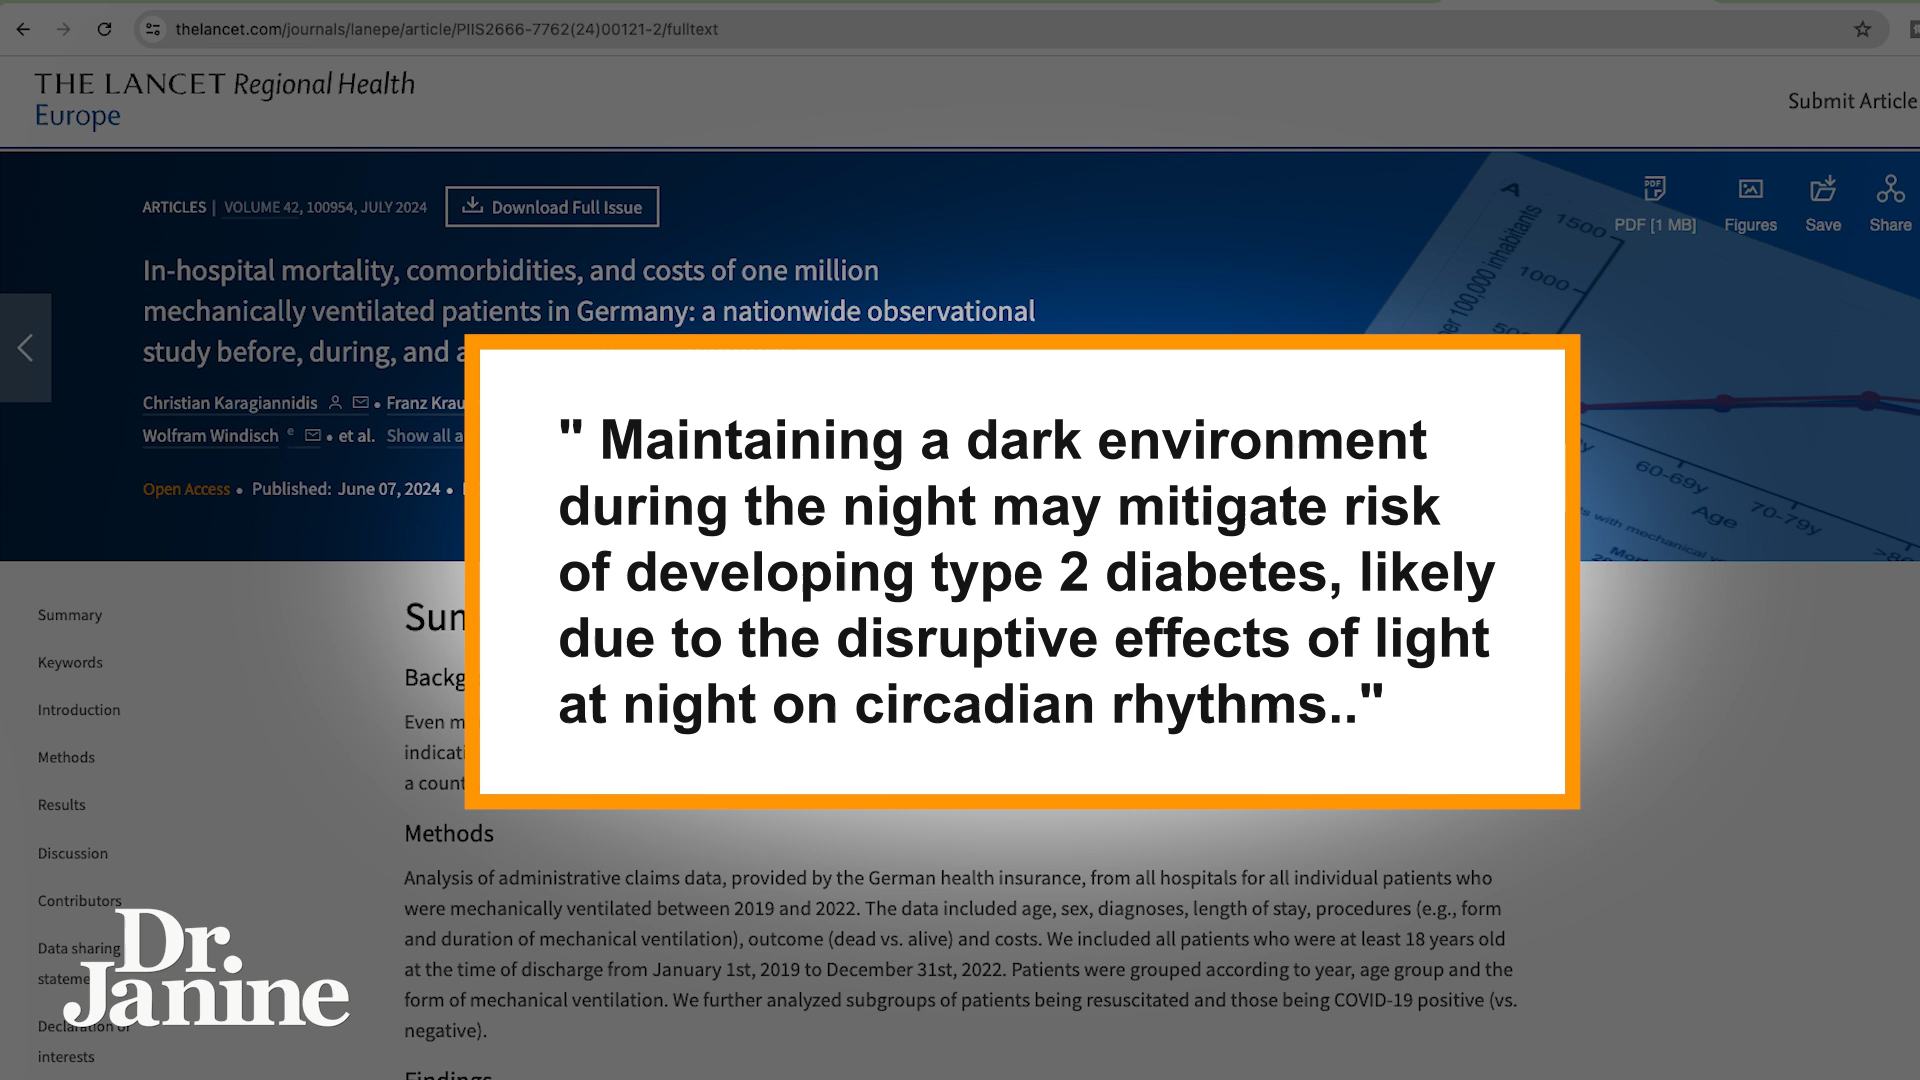 thelancet.com/journals/lanepe/article/PIIS2666-7762(24)00121-2/fulltext
THE LANCET Regional Health
Europe
Submit Article
ARTICLES | VOLUME 42, 100954, JULY 2024
Download Full Issue
PDF [1 MB]
Figures
Save
Share
In-hospital mortality, comorbidities, and costs of one million
mechanically ventilated patients in Germany: a nationwide observational
study before, during, and
Christian Karagiannidis • Franz Krau
Wolfram Windisch e • et al. Show all a
Open Access • Published: June 07, 2024 •
A
1500
1000
per 100,000 inhabitants
60-69y
70-79y
Age
" Maintaining a dark environment
during the night may mitigate risk
of developing type 2 diabetes, likely
due to the disruptive effects of light
at night on circadian rhythms.."
Summary
Keywords
Introduction
Methods
Results
Discussion
Contributors
Data sharing
Declaration of
interests
Methods
Analysis of administrative claims data, provided by the German health insurance, from all hospitals for all individual patients who
were mechanically ventilated between 2019 and 2022. The data included age, sex, diagnoses, length of stay, procedures (e.g., form
and duration of mechanical ventilation), outcome (dead vs. alive) and costs. We included all patients who were at least 18 years old
at the time of discharge from January 1st, 2019 to December 31st, 2022. Patients were grouped according to year, age group and the
form of mechanical ventilation. We further analyzed subgroups of patients being resuscitated and those being COVID-19 positive (vs.
negative).
Findings
Dr.
Janine